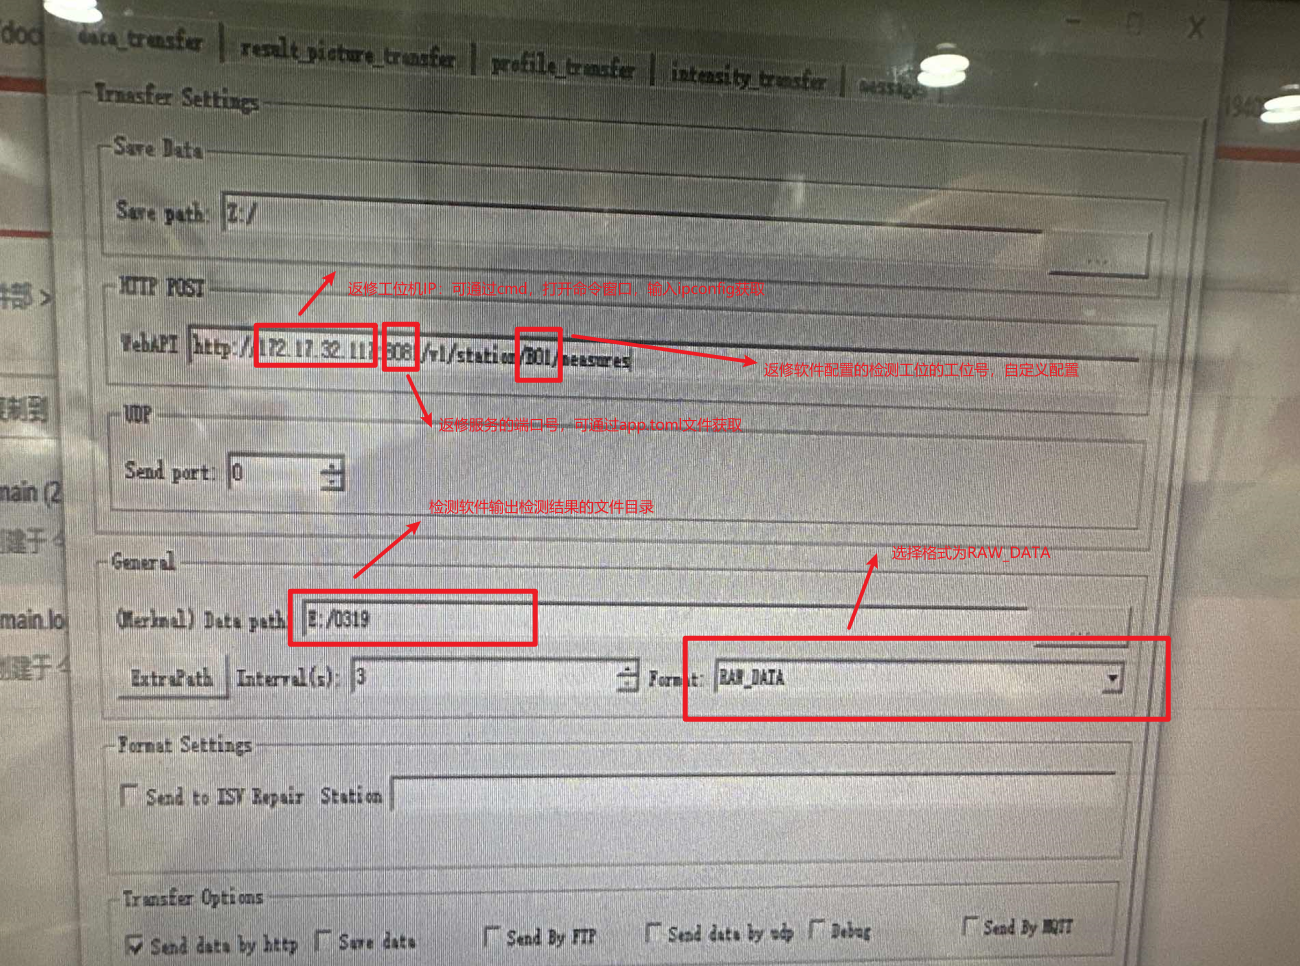 data_transfer
result_picture_transfer
profile_transfer
intensity_transfer
messages
Trnasfer Settings
Save Data
Save path: Z:/
...
HTTP POST
返修工位机IP：可通过cmd，打开命令窗口，输入ipconfig获取
WebAPI http://172.17.32.11 808 /v1/station/B01/measures
返修软件配置的检测工位的工位号，自定义配置
UDP
返修服务的端口号，可通过app.toml文件获取
Send port: 0
检测软件输出检测结果的文件目录
选择格式为RAW_DATA
General
(Merkmal) Data path E:/0319
...
ExtraPath Interval(s): 3 Format: RAW_DATA
Format Settings
Send to ISV Repair Station
Transfer Options
Send data by http
Save data
Send By FTP
Send data by udp
Debug
Send By MQTT
件部 >
复制到
main (2
创建于
main.lo
创建于
1940